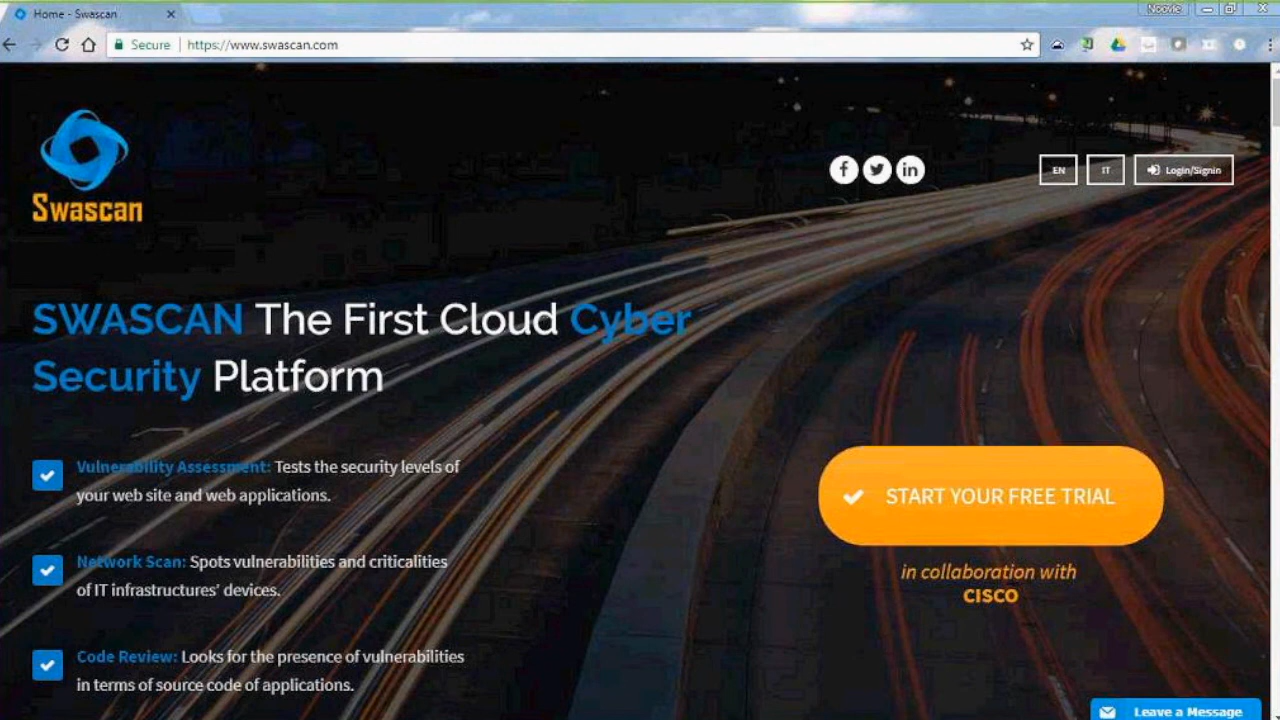 Home - Swascan
Noovle
Secure
https://www.swascan.com
Swascan
EN
IT
Login/Signin
SWASCAN The First Cloud Cyber
Security Platform
Vulnerability Assessment: Tests the security levels of
your web site and web applications.
Network Scan: Spots vulnerabilities and criticalities
of IT infrastructures' devices.
Code Review: Looks for the presence of vulnerabilities
in terms of source code of applications.
START YOUR FREE TRIAL
in collaboration with
CISCO
Leave a Message